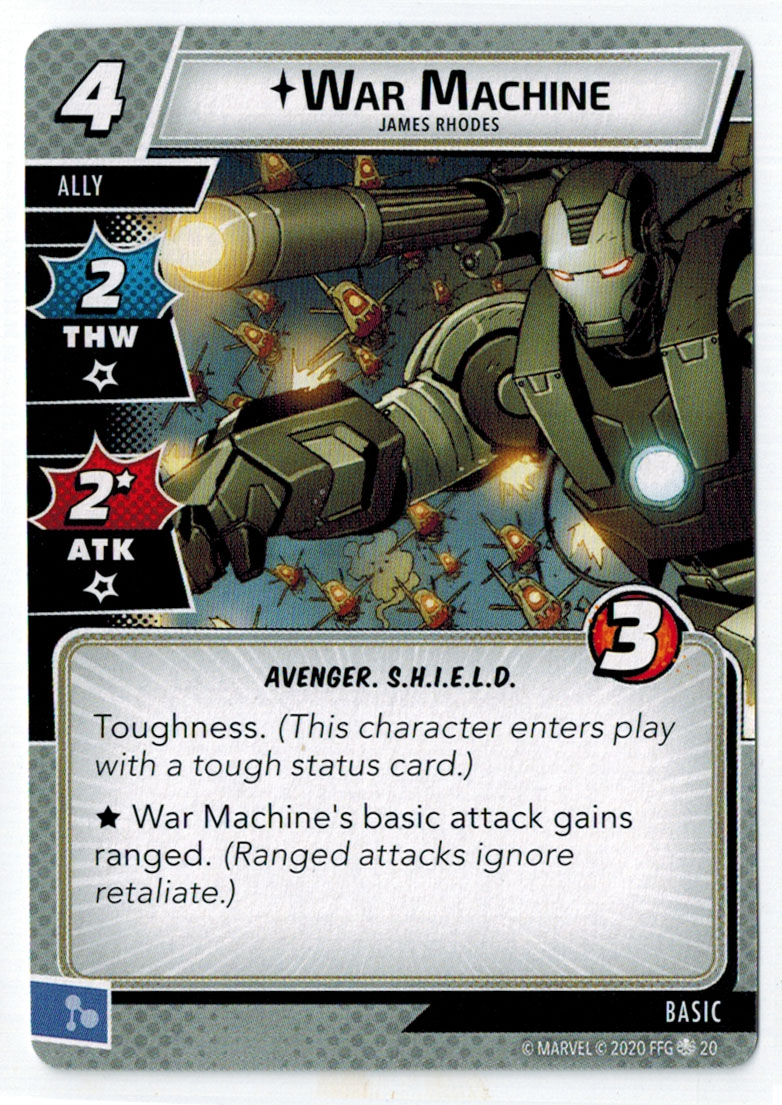 4
WAR MACHINE
JAMES RHODES
ALLY
2
THW
2
ATK
3
AVENGER. S.H.I.E.L.D.
Toughness. (This character enters play
with a tough status card.)
★ War Machine's basic attack gains
ranged. (Ranged attacks ignore
retaliate.)
BASIC
© MARVEL © 2020 FFG 20